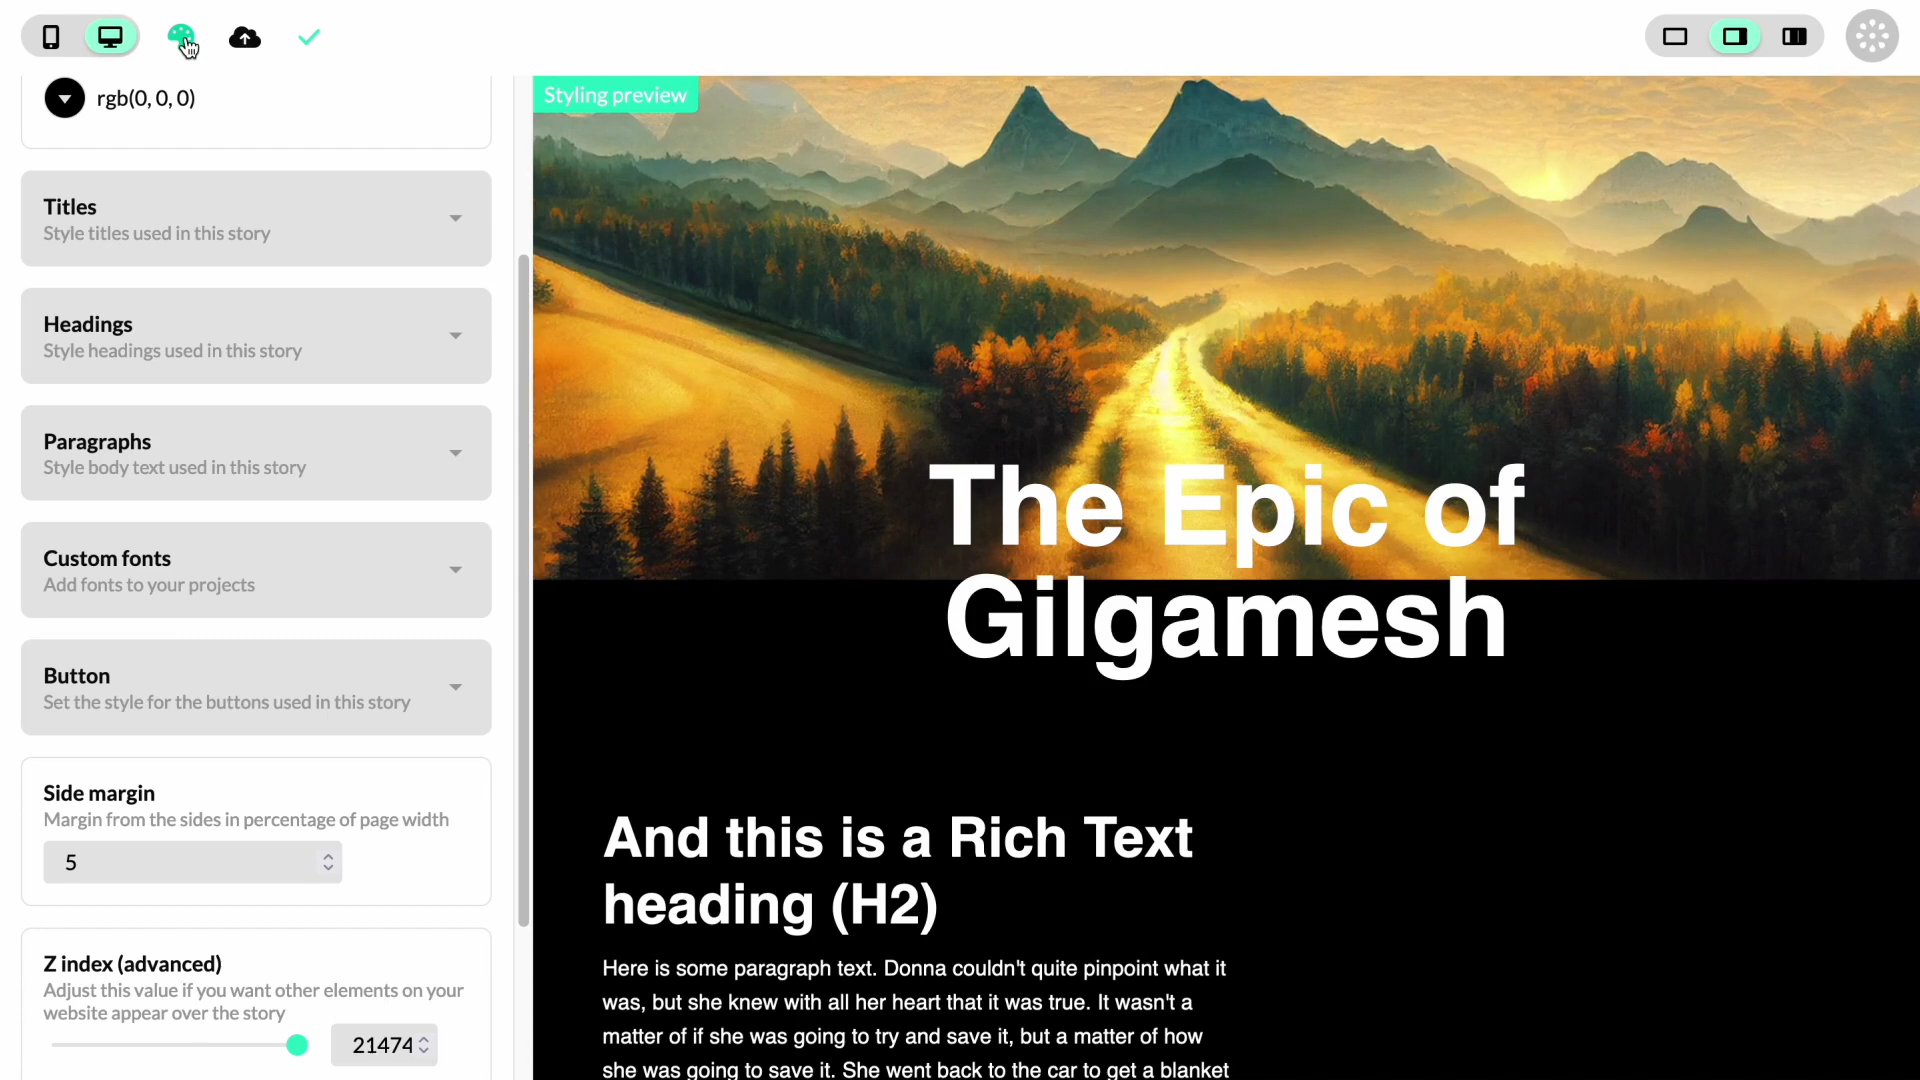 rgb(0, 0, 0)
Titles
Style titles used in this story
Headings
Style headings used in this story
Paragraphs
Style body text used in this story
Custom fonts
Add fonts to your projects
Button
Set the style for the buttons used in this story
Side margin
Margin from the sides in percentage of page width
5
Z index (advanced)
Adjust this value if you want other elements on your
website appear over the story
21474
Styling preview
The Epic of
Gilgamesh
And this is a Rich Text
heading (H2)
Here is some paragraph text. Donna couldn't quite pinpoint what it
was, but she knew with all her heart that it was true. It wasn't a
matter of if she was going to try and save it, but a matter of how
she was going to save it. She went back to the car to get a blanket